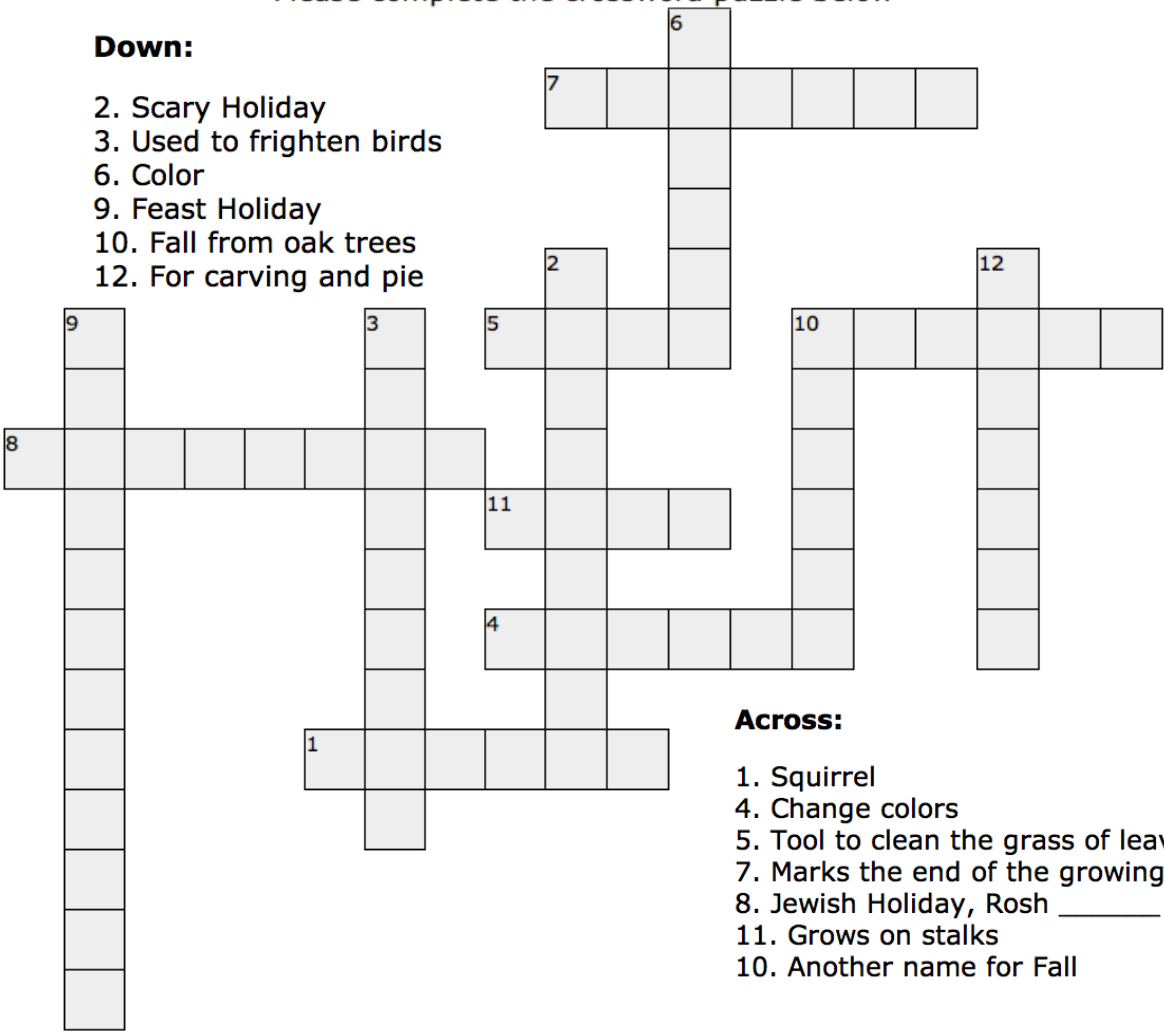 6
Down:
7
2. Scary Holiday
3. Used to frighten birds
6. Color
9. Feast Holiday
10. Fall from oak trees
12. For carving and pie
2
12
9
3
5
10
8
11
4
1
Across:
1. Squirrel
4. Change colors
5. Tool to clean the grass of
7. Marks the end of the growing
8. Jewish Holiday, Rosh ______
11. Grows on stalks
10. Another name for Fall